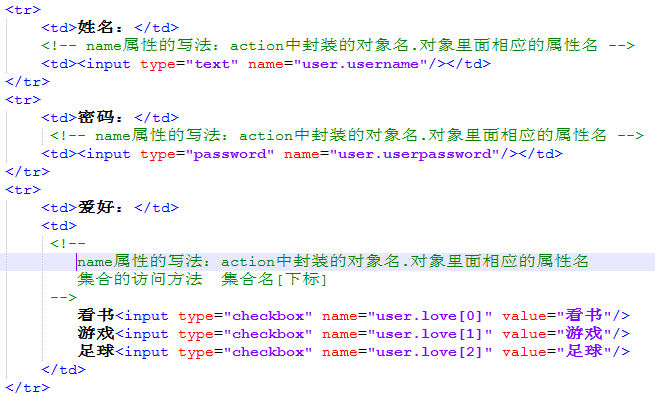 <tr>
<td>姓名：</td>
<!-- name属性的写法：action中封装的对象名.对象里面相应的属性名 -->
<td><input type="text" name="user.username"/></td>
</tr>
<tr>
<td>密码：</td>
<!-- name属性的写法：action中封装的对象名.对象里面相应的属性名 -->
<td><input type="password" name="user.userpassword"/></td>
</tr>
<tr>
<td>爱好：</td>
<td>
<!--
name属性的写法：action中封装的对象名.对象里面相应的属性名
集合的访问方法  集合名[下标]
-->
看书<input type="checkbox" name="user.love[0]" value="看书"/>
游戏<input type="checkbox" name="user.love[1]" value="游戏"/>
足球<input type="checkbox" name="user.love[2]" value="足球"/>
</td>
</tr>